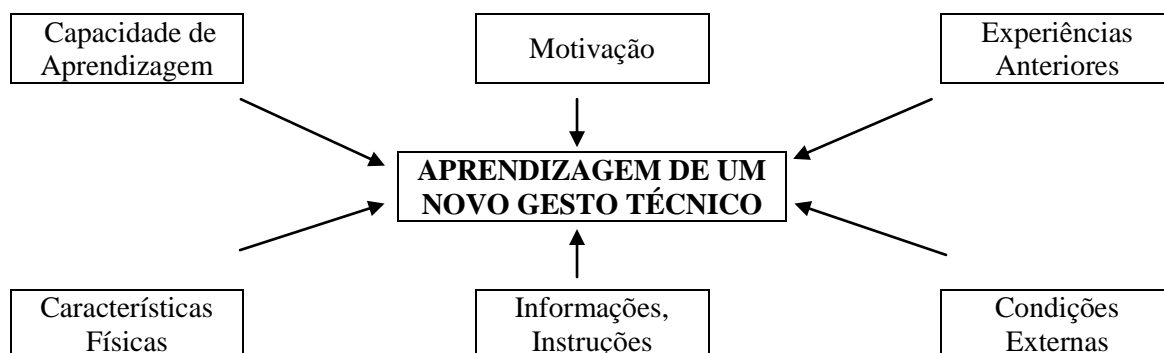 Capacidade de
Aprendizagem
Motivação
Experiências
Anteriores
APRENDIZAGEM DE UM
NOVO GESTO TÉCNICO
Características
Físicas
Informações,
Instruções
Condições
Externas